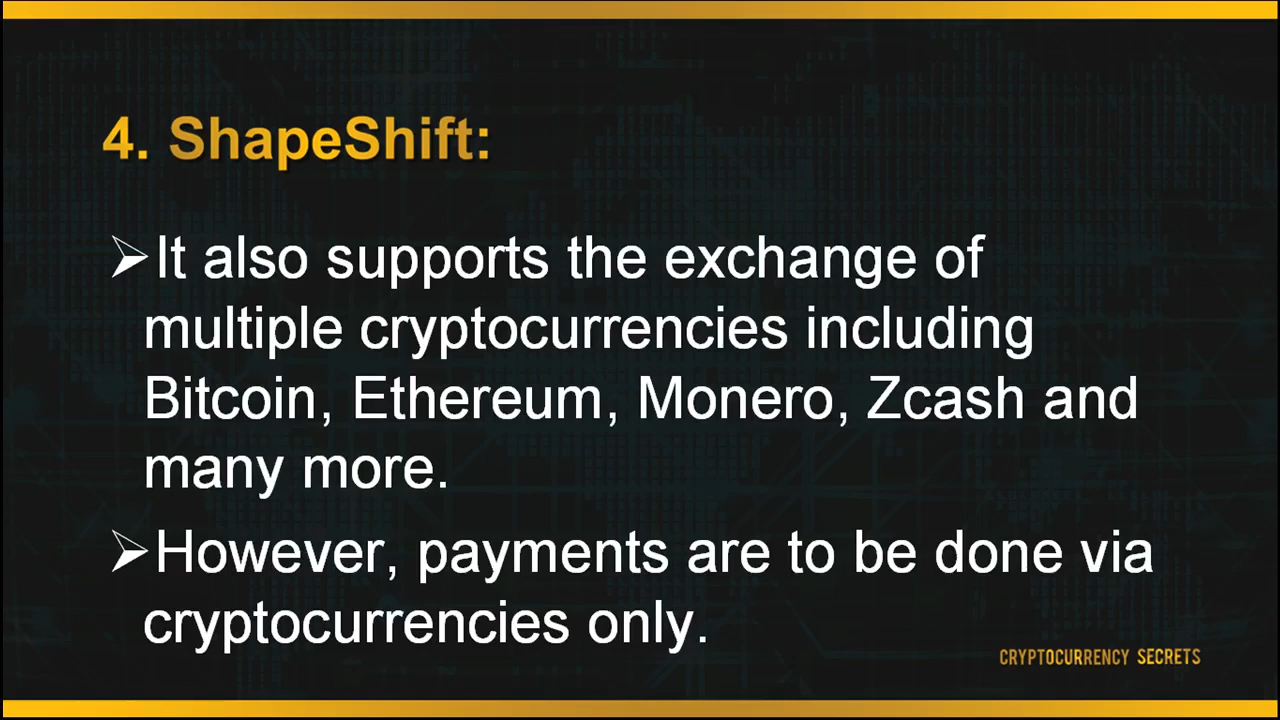 4. ShapeShift:
➢It also supports the exchange of
multiple cryptocurrencies including
Bitcoin, Ethereum, Monero, Zcash and
many more.
➢However, payments are to be done via
cryptocurrencies only.
CRYPTOCURRENCY SECRETS